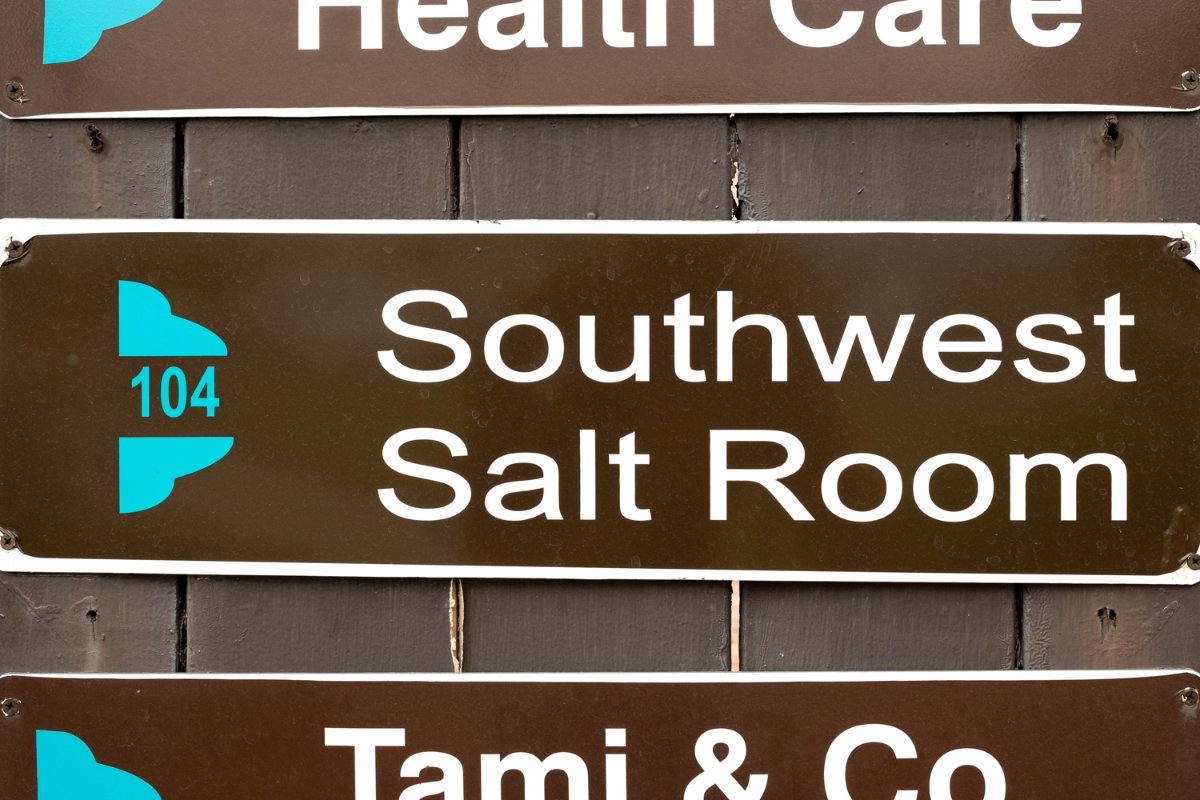 Health Care
104
Southwest
Salt Room
Tami & Co